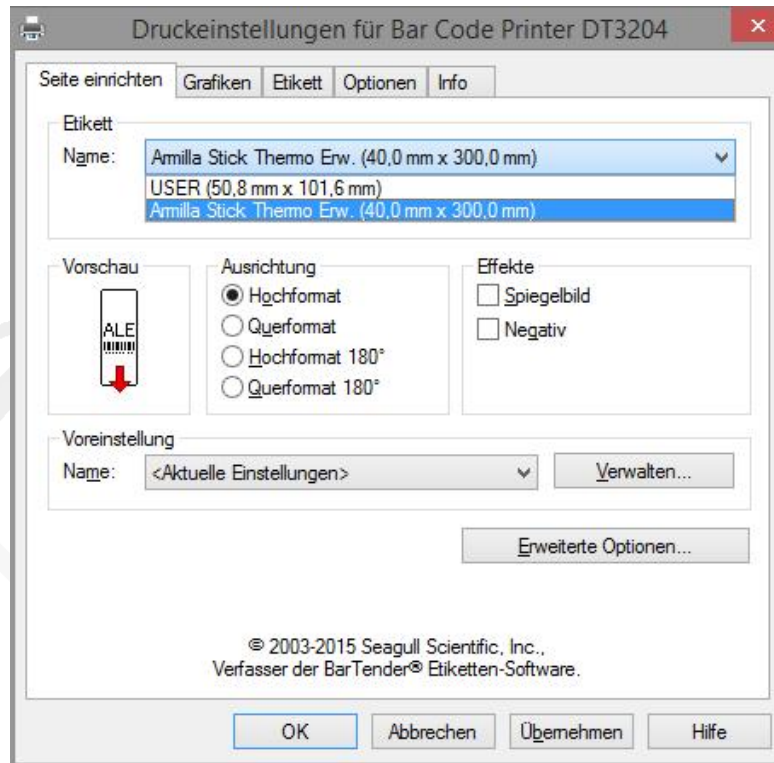 Druckeinstellungen für Bar Code Printer DT3204
Seite einrichten Grafiken Etikett Optionen Info
Etikett
Name: Armilla Stick Thermo Erw. (40,0 mm x 300,0 mm)
USER (50,8 mm x 101,6 mm)
Armilla Stick Thermo Erw. (40,0 mm x 300,0 mm)
Vorschau
ALE
Ausrichtung
Hochformat
Querformat
Hochformat 180°
Querformat 180°
Effekte
Spiegelbild
Negativ
Voreinstellung
Name: <Aktuelle Einstellungen> Verwalten...
Erweiterte Optionen...
© 2003-2015 Seagull Scientific, Inc.,
Verfasser der BarTender® Etiketten-Software.
OK Abbrechen Übernehmen Hilfe